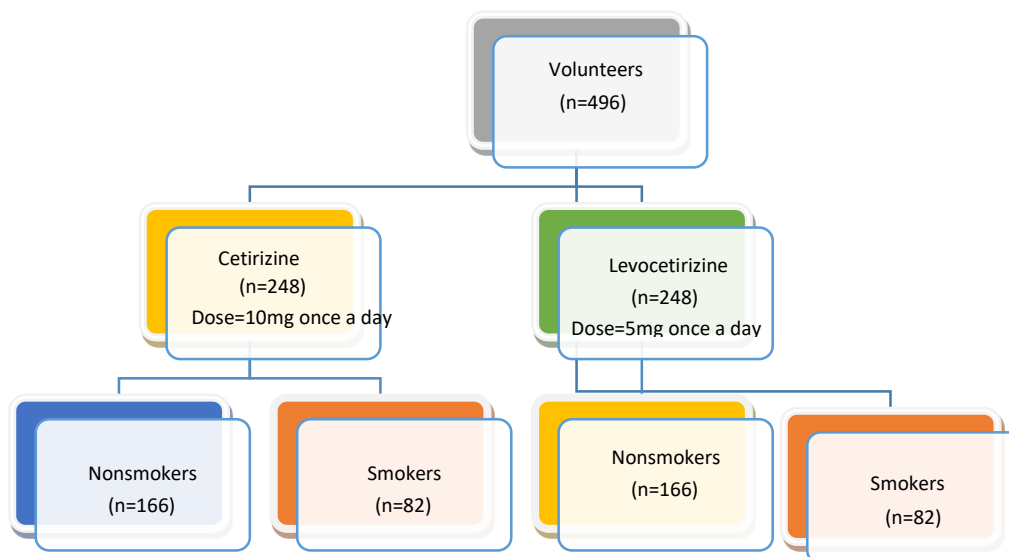 Volunteers
(n=496)
Cetirizine
(n=248)
Dose=10mg once a day
Levocetirizine
(n=248)
Dose=5mg once a day
Nonsmokers
(n=166)
Smokers
(n=82)
Nonsmokers
(n=166)
Smokers
(n=82)